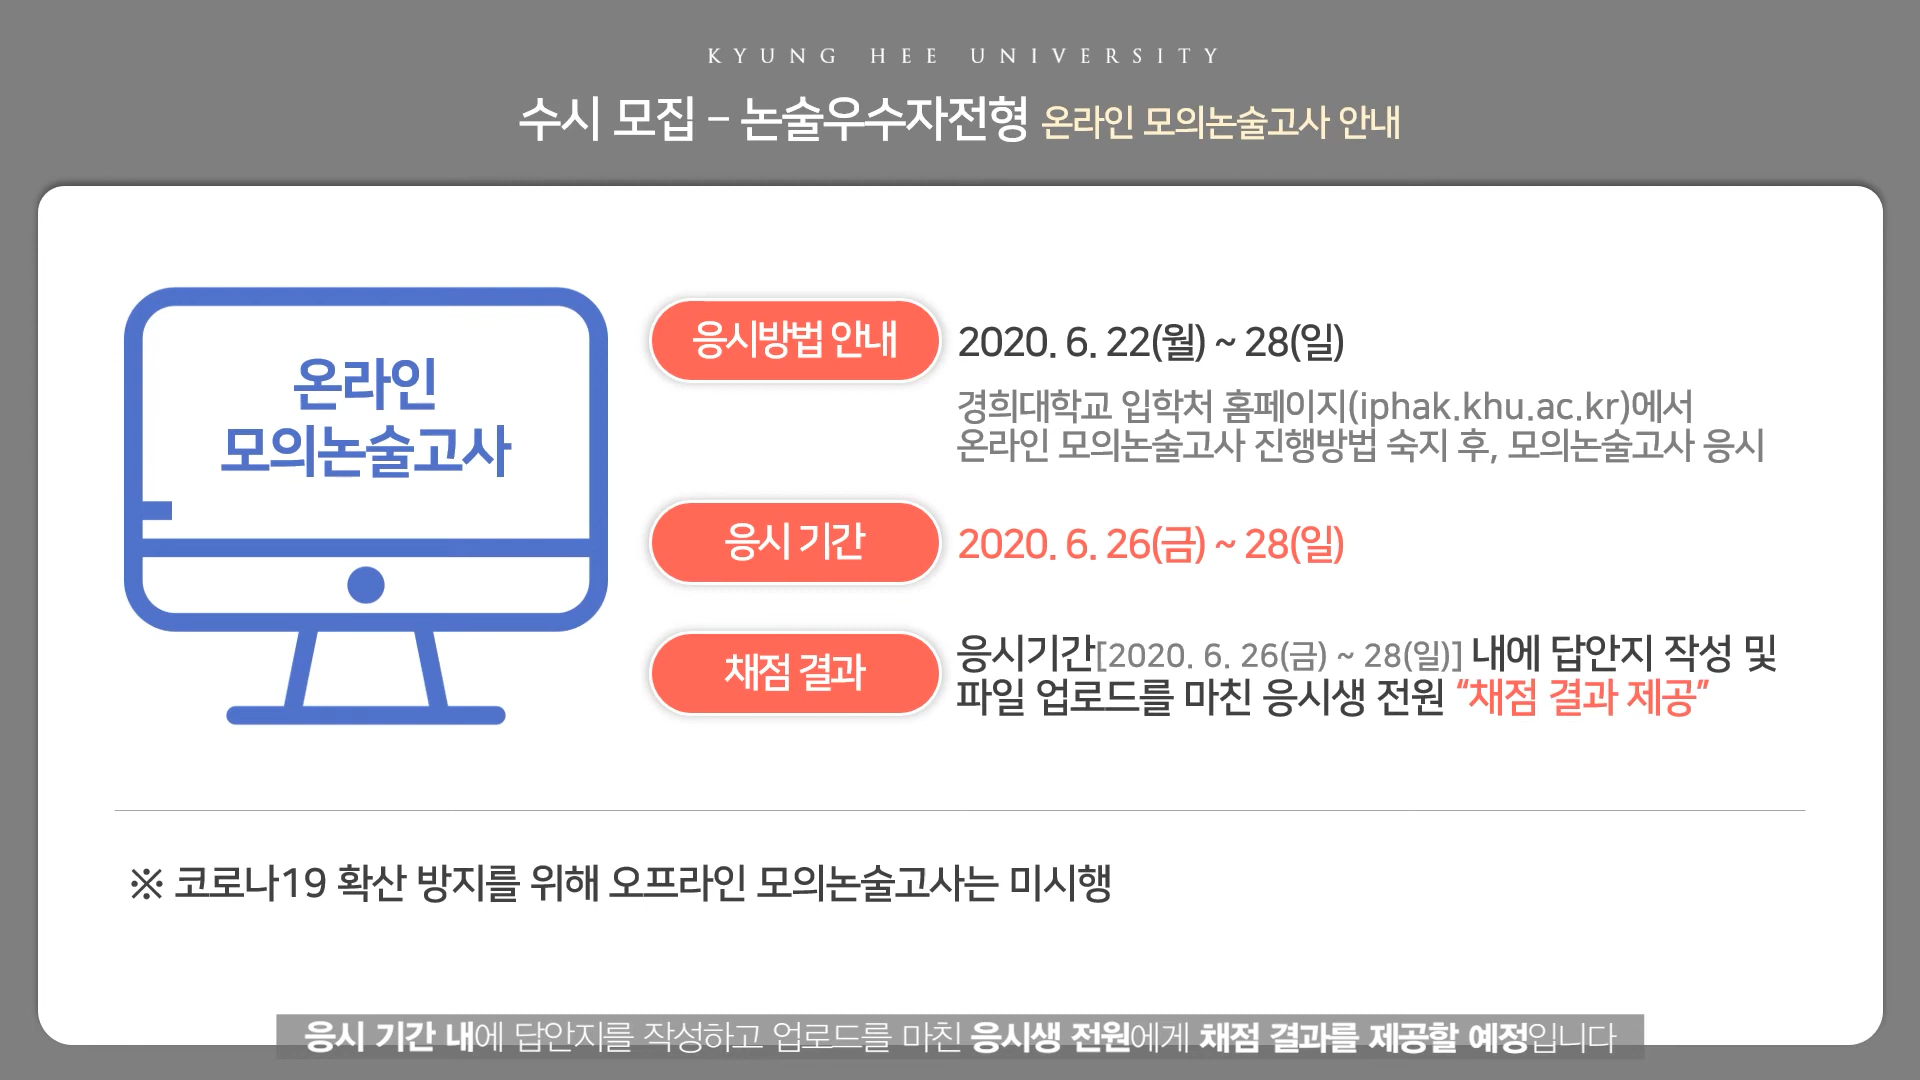 KYUNG HEE UNIVERSITY
수시 모집 – 논술우수자전형 온라인 모의논술고사 안내
온라인
모의논술고사
응시방법 안내
2020. 6. 22(월) ~ 28(일)
경희대학교 입학처 홈페이지(iphak.khu.ac.kr)에서
온라인 모의논술고사 진행방법 숙지 후, 모의논술고사 응시
응시 기간
2020. 6. 26(금) ~ 28(일)
채점 결과
응시기간[2020. 6. 26(금) ~ 28(일)] 내에 답안지 작성 및
파일 업로드를 마친 응시생 전원 “채점 결과 제공”
※ 코로나19 확산 방지를 위해 오프라인 모의논술고사는 미시행
응시 기간 내에 답안지를 작성하고 업로드를 마친 응시생 전원에게 채점 결과를 제공할 예정입니다